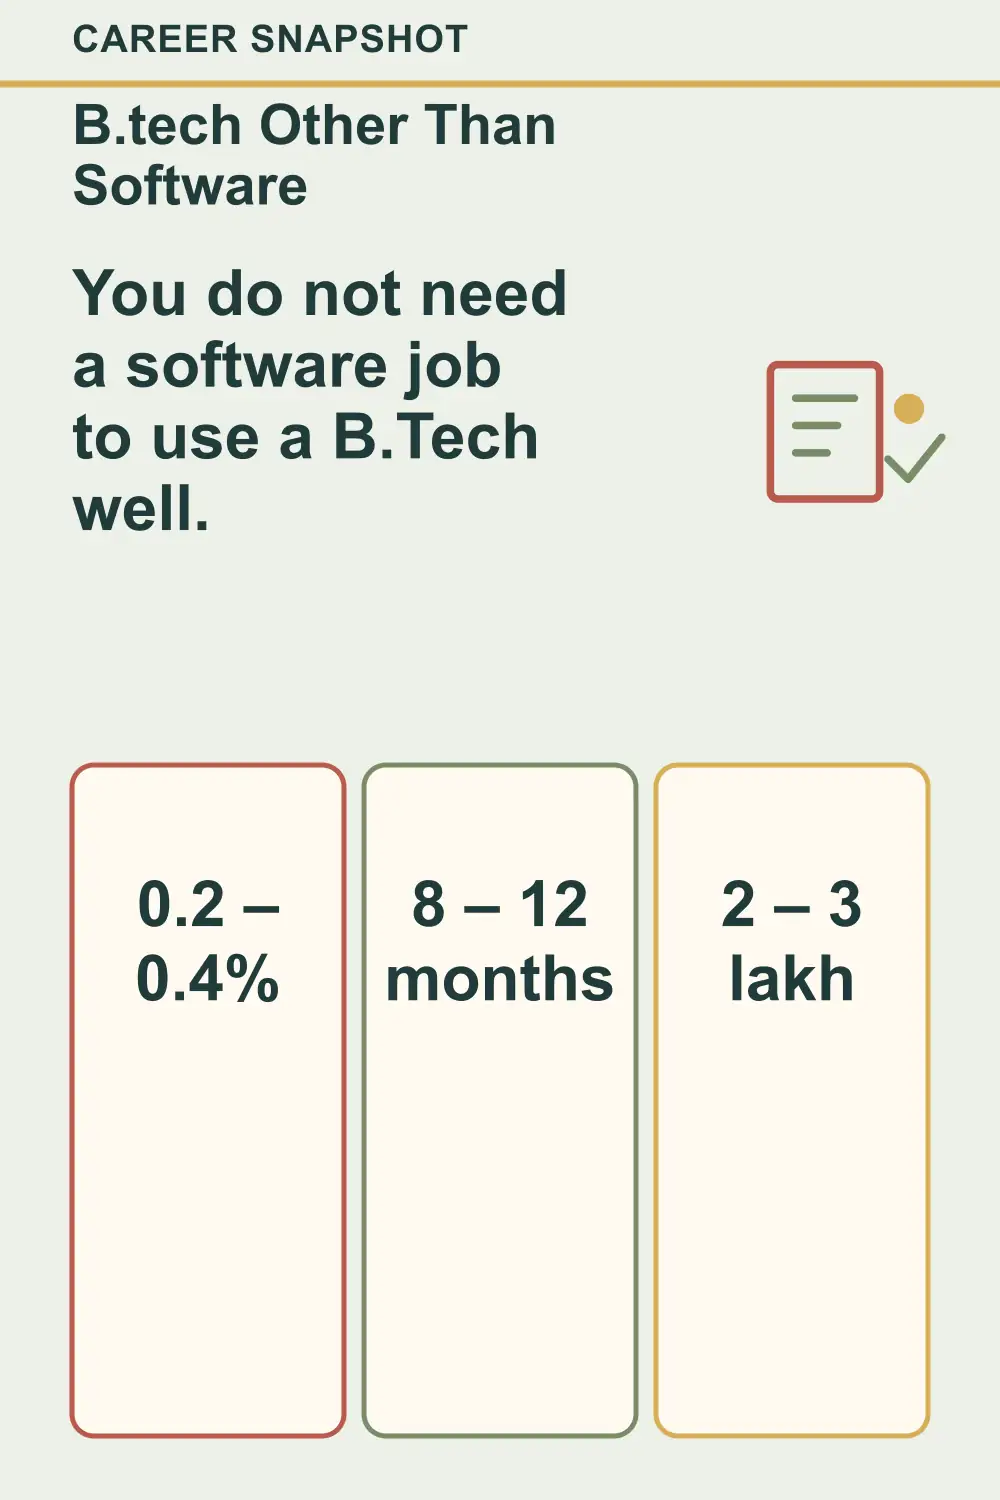 CAREER SNAPSHOT
B.tech Other Than
Software
You do not need
a software job
to use a B.Tech
well.
0.2 –
0.4%
8 – 12
months
2 – 3
lakh